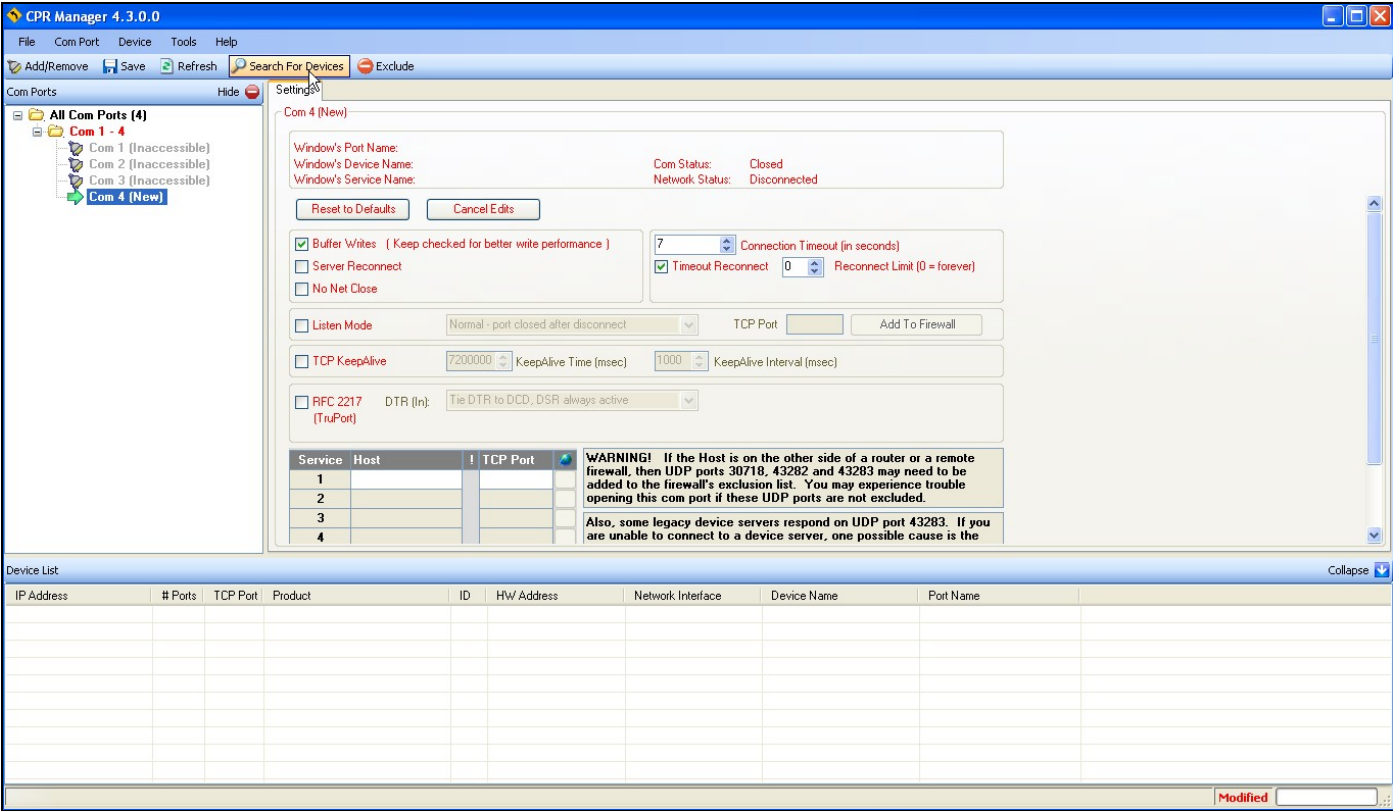 CPR Manager 4.3.0.0
File Com Port Device Tools Help
Add/Remove Save Refresh Search For Devices Exclude
Com Ports Hide
All Com Ports (4)
Com 1 - 4
Com 1 (Inaccessible)
Com 2 (Inaccessible)
Com 3 (Inaccessible)
Com 4 (New)
Settings
Com 4 (New)
Window's Port Name:
Window's Device Name: Com Status: Closed
Window's Service Name: Network Status: Disconnected
Reset to Defaults Cancel Edits
Buffer Writes ( Keep checked for better write performance )
Server Reconnect
No Net Close
7 Connection Timeout (in seconds)
Timeout Reconnect 0 Reconnect Limit (0 = forever)
Listen Mode Normal - port closed after disconnect TCP Port Add To Firewall
TCP KeepAlive 7200000 KeepAlive Time (msec) 1000 KeepAlive Interval (msec)
RFC 2217 DTR (In): Tie DTR to DCD, DSR always active
(TruPort)
Service Host ! TCP Port
1
2
3
4
WARNING! If the Host is on the other side of a router or a remote
firewall, then UDP ports 30718, 43282 and 43283 may need to be
added to the firewall's exclusion list. You may experience trouble
opening this com port if these UDP ports are not excluded.
Also, some legacy device servers respond on UDP port 43283. If you
are unable to connect to a device server, one possible cause is the
Device List Collapse
IP Address # Ports TCP Port Product ID HW Address Network Interface Device Name Port Name
Modified